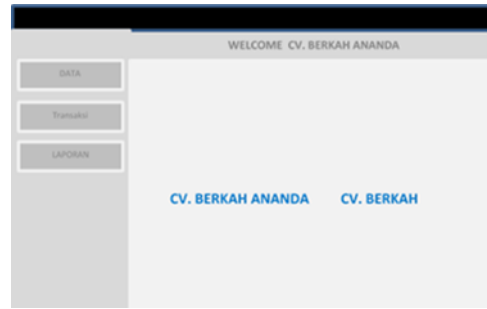 WELCOME CV. BERKAH ANANDA
DATA
Transaksi
LAPORAN
CV. BERKAH ANANDA CV. BERKAH